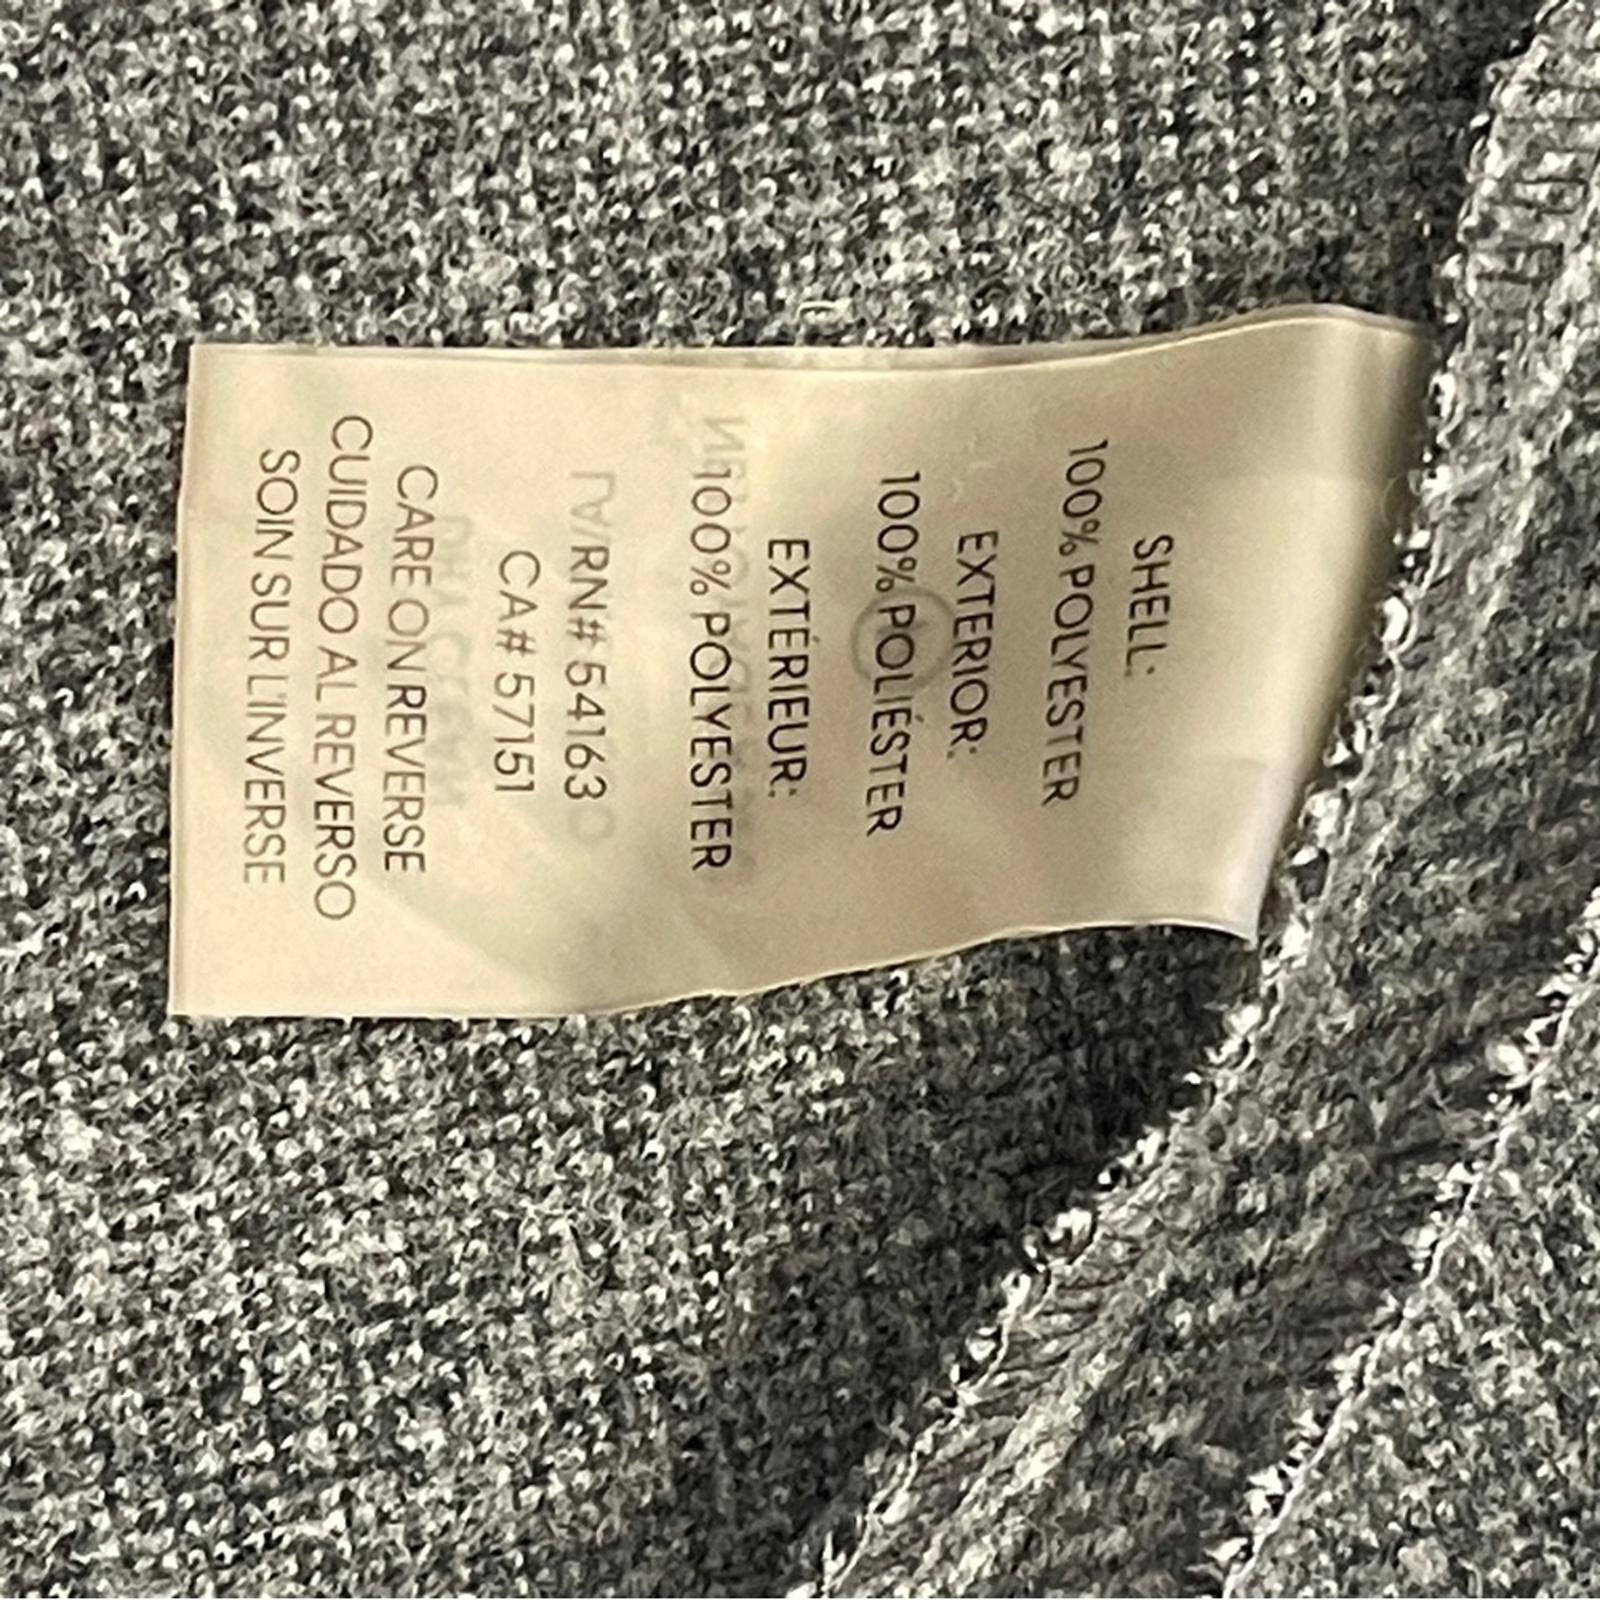 SHELL:
100% POLYESTER
EXTERIOR:
100% POLIÉSTER
EXTÉRIEUR:
100% POLYESTER
RN# 54163
CA# 57151
CARE ON REVERSE
CUIDADO AL REVERSO
SOIN SUR L'INVERSE